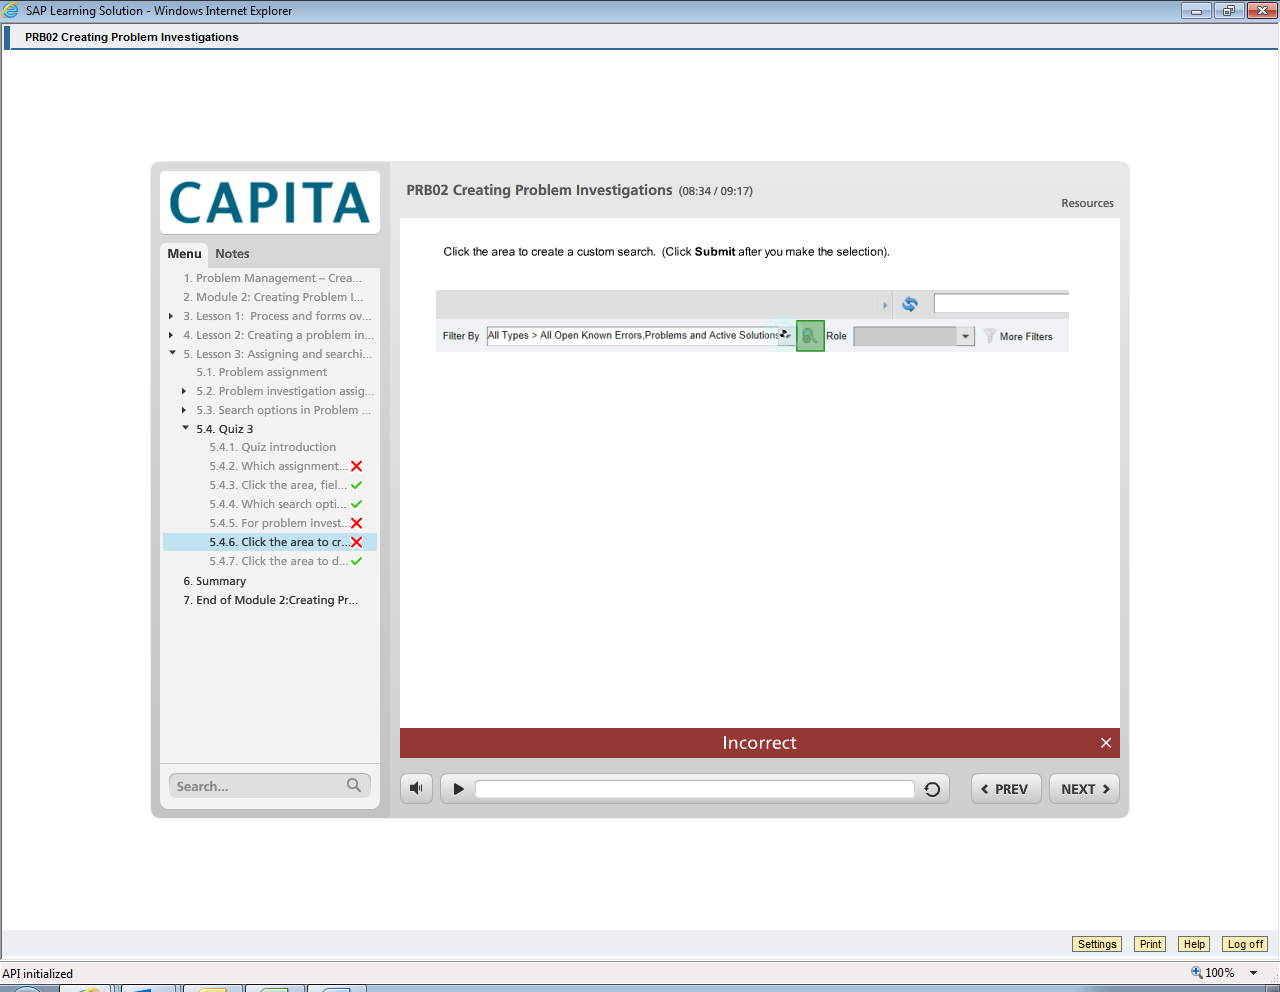 SAP Learning Solution - Windows Internet Explorer
PRB02 Creating Problem Investigations
CAPITA
PRB02 Creating Problem Investigations (08:34 / 09:17)
Resources
Menu
Notes
1. Problem Management – Crea...
2. Module 2: Creating Problem I...
3. Lesson 1: Process and forms ov...
4. Lesson 2: Creating a problem in...
5. Lesson 3: Assigning and searchi...
5.1. Problem assignment
5.2. Problem investigation assig...
5.3. Search options in Problem ...
5.4. Quiz 3
5.4.1. Quiz introduction
5.4.2. Which assignment...
5.4.3. Click the area, fiel...
5.4.4. Which search opti...
5.4.5. For problem invest...
5.4.6. Click the area to cr...
5.4.7. Click the area to d...
6. Summary
7. End of Module 2:Creating Pr...
Search...
Click the area to create a custom search. (Click Submit after you make the selection).
Filter By All Types > All Open Known Errors,Problems and Active Solutions Role More Filters
Incorrect
PREV
NEXT
Settings
Print
Help
Log off
API initialized
100%